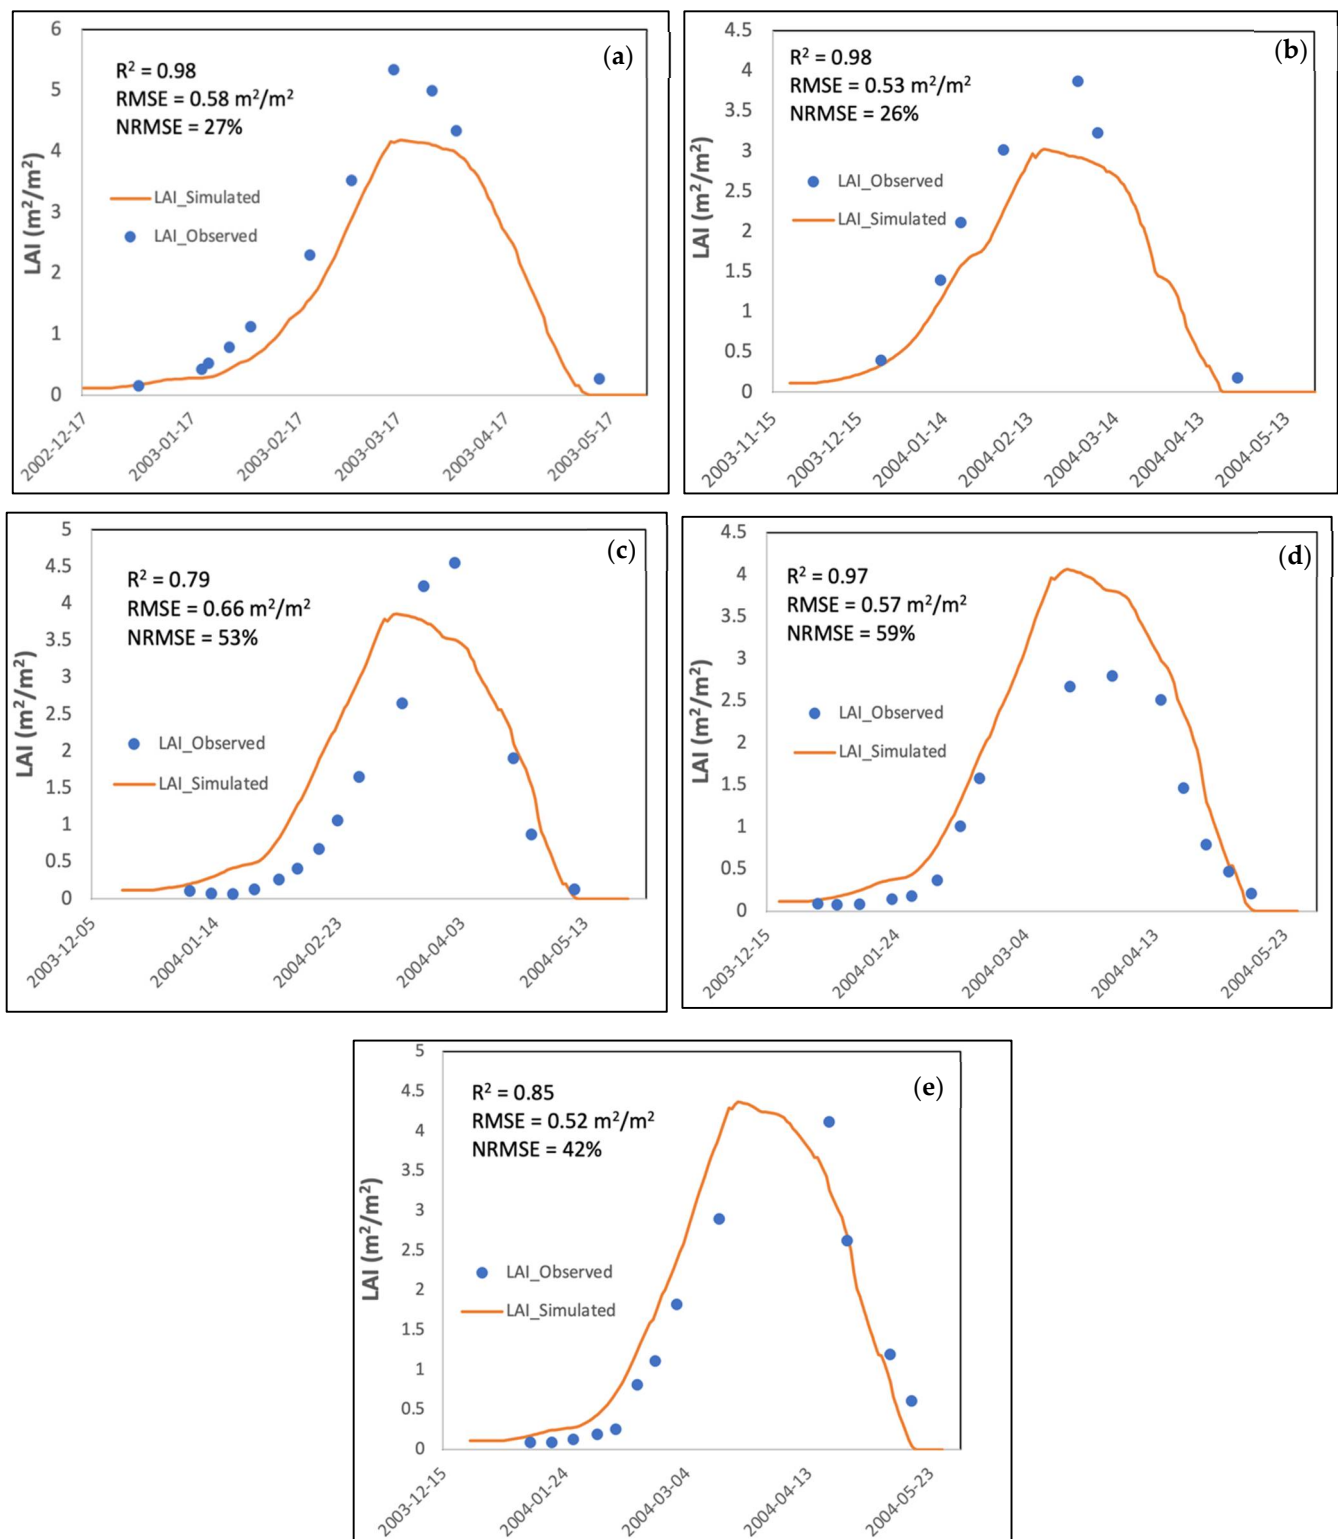 (a)
R² = 0.98
RMSE = 0.58 m²/m²
NRMSE = 27%
LAI (m²/m²)
LAI_Simulated
LAI_Observed
6
5
4
3
2
1
0
2002-12-17
2003-01-17
2003-02-17
2003-03-17
2003-04-17
2003-05-17
(b)
R² = 0.98
RMSE = 0.53 m²/m²
NRMSE = 26%
LAI (m²/m²)
LAI_Observed
LAI_Simulated
4.5
4
3.5
3
2.5
2
1.5
1
0.5
0
2003-11-15
2003-12-15
2004-01-14
2004-02-13
2004-03-14
2004-04-13
2004-05-13
(c)
R² = 0.79
RMSE = 0.66 m²/m²
NRMSE = 53%
LAI (m²/m²)
LAI_Observed
LAI_Simulated
5
4.5
4
3.5
3
2.5
2
1.5
1
0.5
0
2003-12-05
2004-01-14
2004-02-23
2004-04-03
2004-05-13
(d)
R² = 0.97
RMSE = 0.57 m²/m²
NRMSE = 59%
LAI (m²/m²)
LAI_Observed
LAI_Simulated
4.5
4
3.5
3
2.5
2
1.5
1
0.5
0
2003-12-15
2004-01-24
2004-03-04
2004-04-13
2004-05-23
(e)
R² = 0.85
RMSE = 0.52 m²/m²
NRMSE = 42%
LAI (m²/m²)
LAI_Observed
LAI_Simulated
5
4.5
4
3.5
3
2.5
2
1.5
1
0.5
0
2003-12-15
2004-01-24
2004-03-04
2004-04-13
2004-05-23